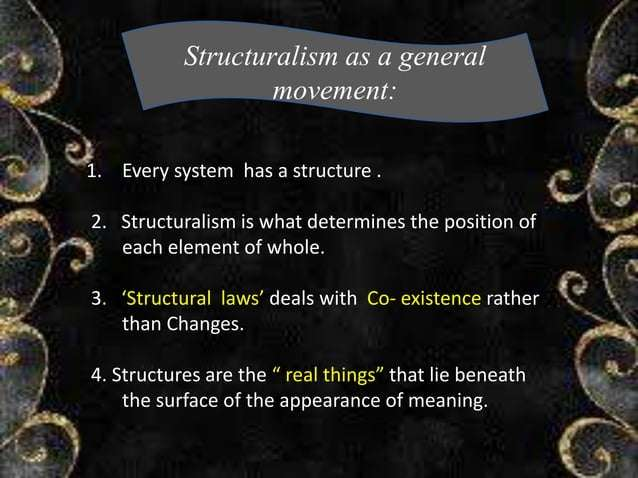 Structuralism as a general
movement:
1. Every system has a structure .
2. Structuralism is what determines the position of
each element of whole.
3. ‘Structural laws’ deals with Co- existence rather
than Changes.
4. Structures are the “ real things” that lie beneath
the surface of the appearance of meaning.